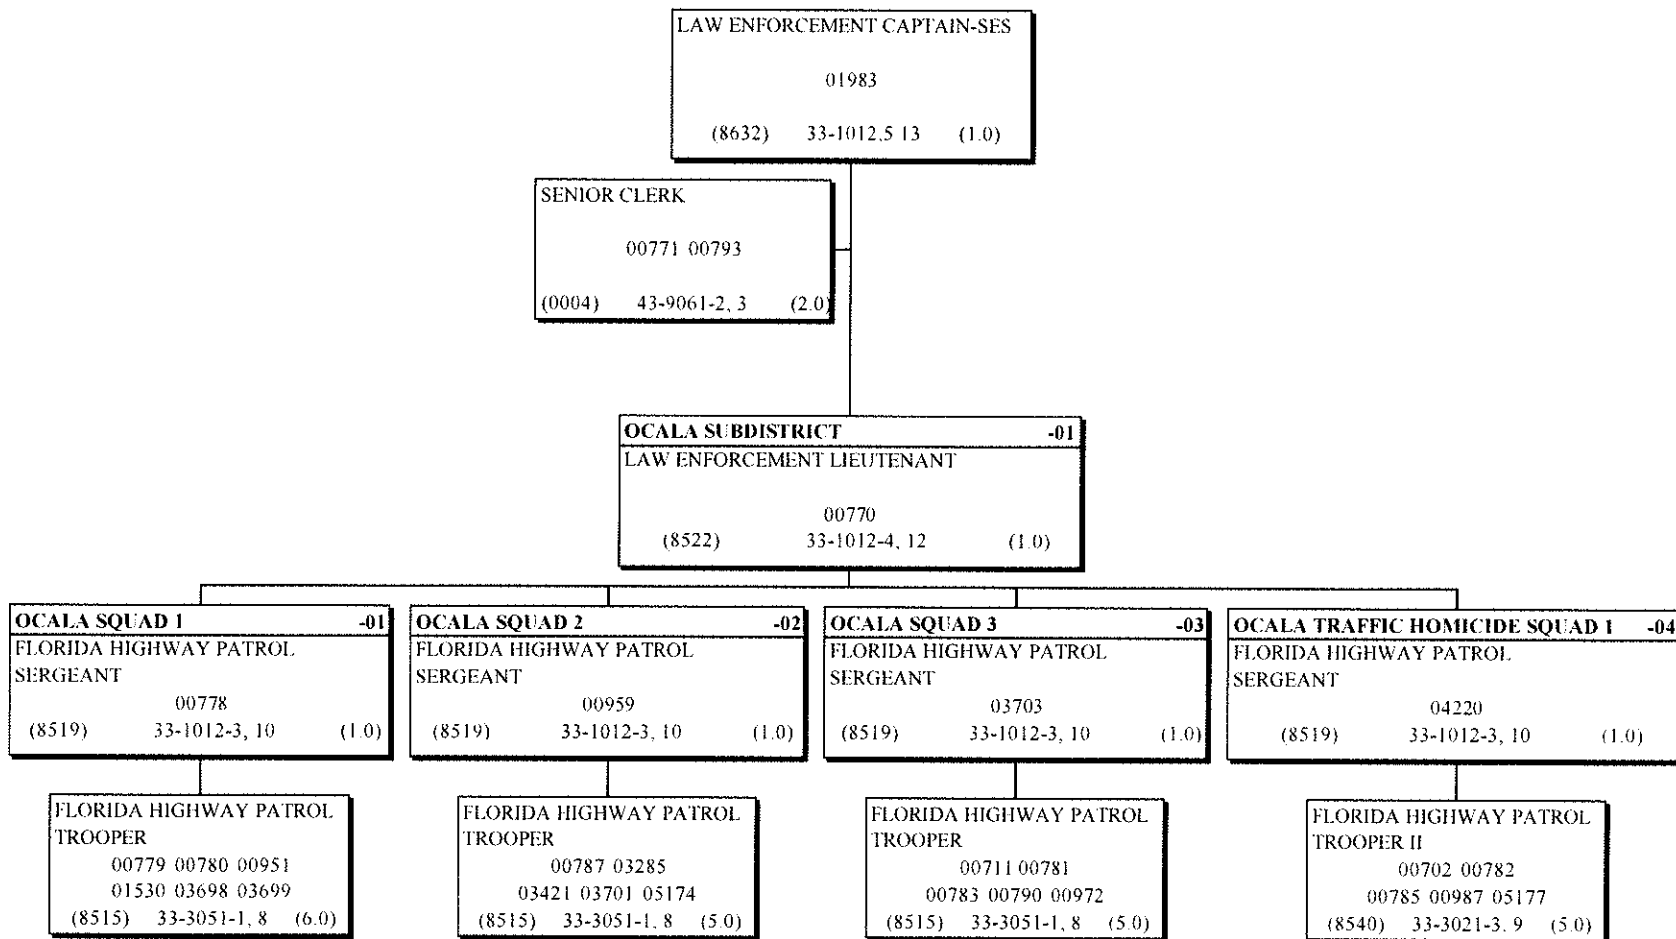 LAW ENFORCEMENT CAPTAIN-SES
01983
(8632) 33-1012,5 13 (1.0)
SENIOR CLERK
00771 00793
(0004) 43-9061-2, 3 (2.0)
OCALA SUBDISTRICT -01
LAW ENFORCEMENT LIEUTENANT
00770
(8522) 33-1012-4, 12 (1.0)
OCALA SQUAD 1 -01
FLORIDA HIGHWAY PATROL
SERGEANT
00778
(8519) 33-1012-3, 10 (1.0)
OCALA SQUAD 2 -02
FLORIDA HIGHWAY PATROL
SERGEANT
00959
(8519) 33-1012-3, 10 (1.0)
OCALA SQUAD 3 -03
FLORIDA HIGHWAY PATROL
SERGEANT
03703
(8519) 33-1012-3, 10 (1.0)
OCALA TRAFFIC HOMICIDE SQUAD 1 -04
FLORIDA HIGHWAY PATROL
SERGEANT
04220
(8519) 33-1012-3, 10 (1.0)
FLORIDA HIGHWAY PATROL
TROOPER
00779 00780 00951
01530 03698 03699
(8515) 33-3051-1, 8 (6.0)
FLORIDA HIGHWAY PATROL
TROOPER
00787 03285
03421 03701 05174
(8515) 33-3051-1, 8 (5.0)
FLORIDA HIGHWAY PATROL
TROOPER
00711 00781
00783 00790 00972
(8515) 33-3051-1, 8 (5.0)
FLORIDA HIGHWAY PATROL
TROOPER II
00702 00782
00785 00987 05177
(8540) 33-3021-3. 9 (5.0)